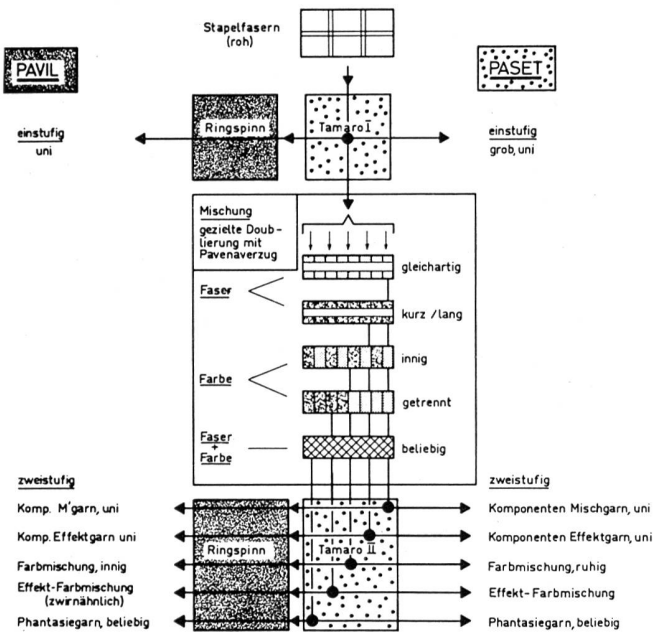 Stapelfasern
(roh)
PAVIL
PASET
einstufig
uni
Ringspinn
Tamaro I
einstufig
grob, uni
Mischung
gezielte Doub-
lierung mit
Pavenaverzug
gleichartig
Faser
kurz / lang
innig
Farbe
getrennt
Faser
+
Farbe
beliebig
zweistufig
zweistufig
Komp. M'garn, uni
Komponenten Mischgarn, uni
Komp. Effektgarn uni
Komponenten Effektgarn, uni
Ringspinn
Tamaro II
Farbmischung, innig
Farbmischung, ruhig
Effekt-Farbmischung
(zwirnähnlich)
Effekt-Farbmischung
Phantasiegarn, beliebig
Phantasiegarn, beliebig